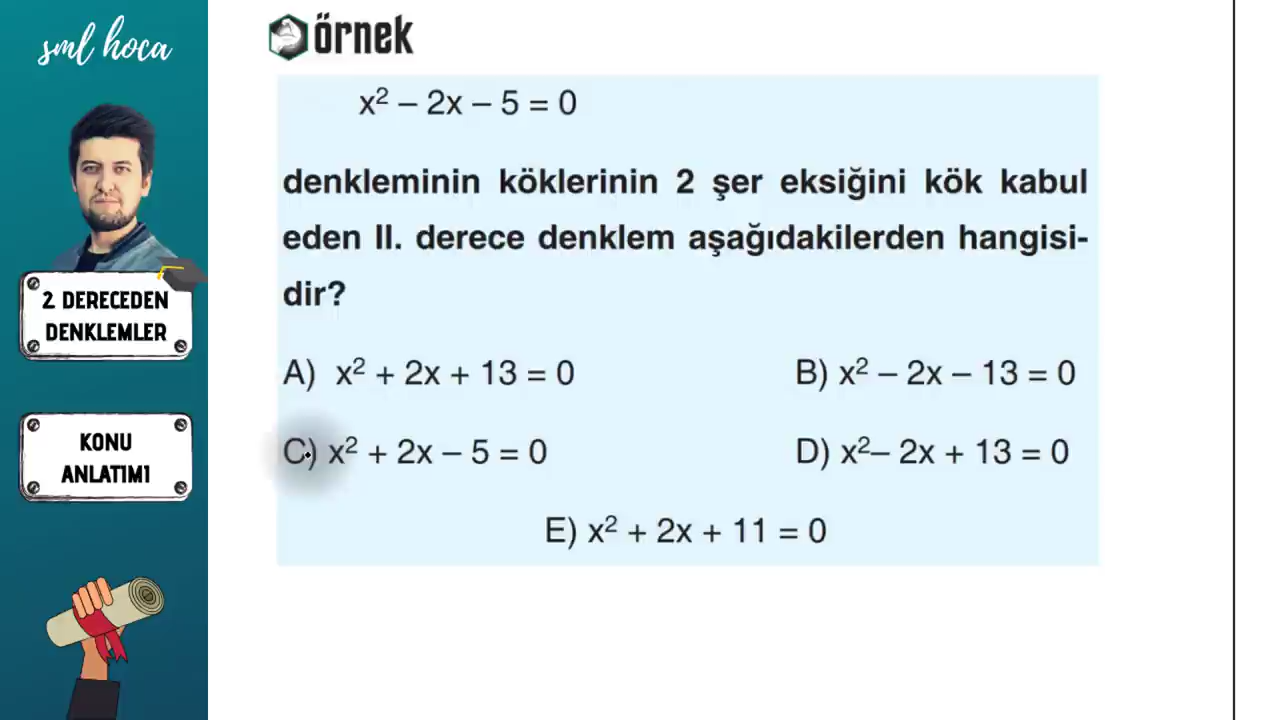 sml hoca
örnek
x² – 2x – 5 = 0
denkleminin köklerinin 2 şer eksiğini kök kabul
eden II. derece denklem aşağıdakilerden hangisi-
dir?
A) x² + 2x + 13 = 0
B) x² – 2x – 13 = 0
C) x² + 2x – 5 = 0
D) x²– 2x + 13 = 0
E) x² + 2x + 11 = 0
2 DERECEDEN
DENKLEMLER
KONU
ANLATIMI